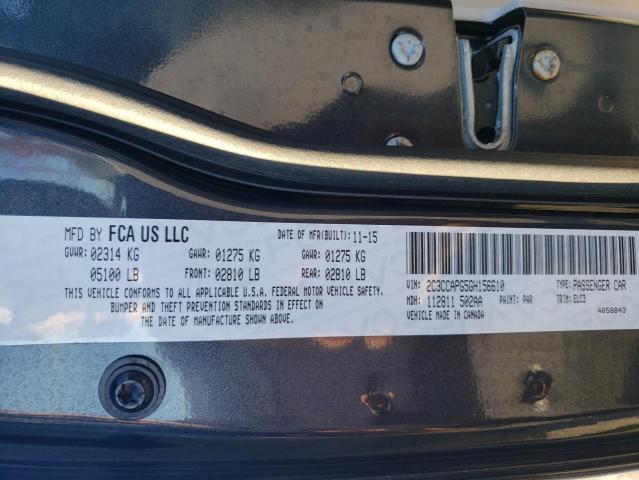 MFD BY FCA US LLC DATE OF MFR(BUILT): 11-15
GVWR: 02314 KG GAWR: 01275 KG GAWR: 01275 KG
05100 LB FRONT: 02810 LB REAR: 02810 LB
THIS VEHICLE CONFORMS TO ALL APPLICABLE U.S.A. FEDERAL MOTOR VEHICLE SAFETY,
BUMPER AND THEFT PREVENTION STANDARDS IN EFFECT ON
THE DATE OF MANUFACTURE SHOWN ABOVE.
VIN: 2C3CCAPG5GH156610 TYPE: PASSENGER CAR
MDH: 112811 502AA PAINT: PAR TRIM: ELC3
VEHICLE MADE IN CANADA 4658843